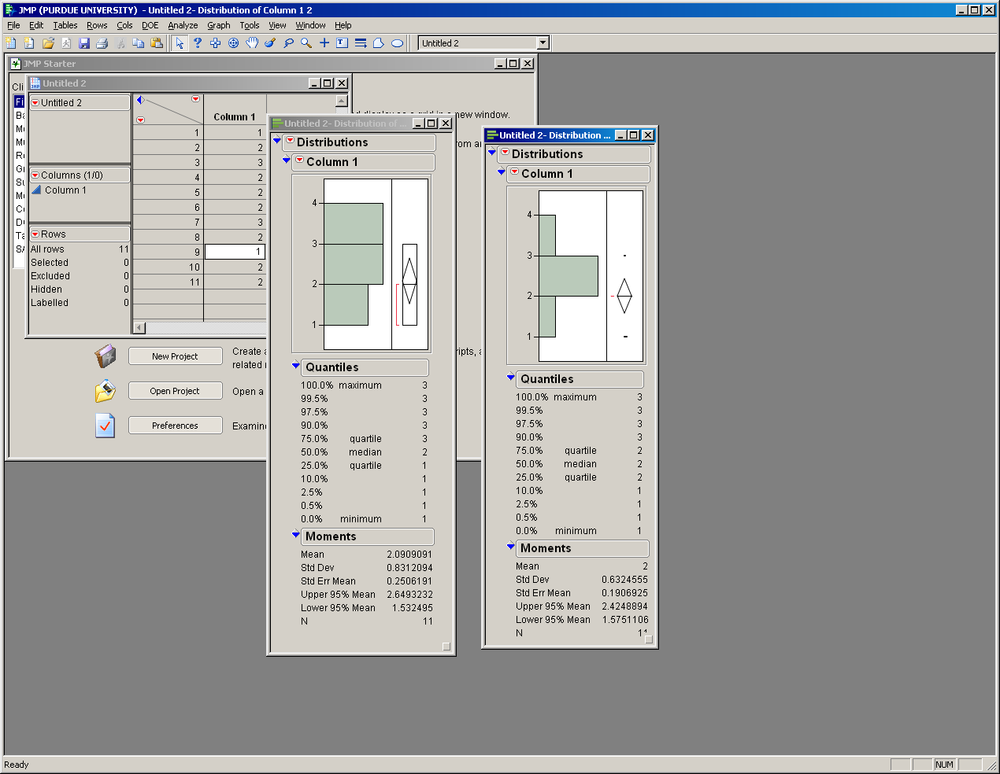 JMP (PURDUE UNIVERSITY) - Untitled 2- Distribution of Column 1 2
File Edit Tables Rows Cols DOE Analyze Graph Tools View Window Help
Untitled 2
JMP Starter
Untitled 2
Cli
Fi
Ba
Mo
Ru
Gr
Su
Co
Ta
SA
display as a grid in a new window.
from an
Untitled 2
Columns (1/0)
Column 1
Rows
All rows 11
Selected 0
Excluded 0
Hidden 0
Labelled 0
Column 1
1 1
2 2
3 3
4 2
5 2
6 2
7 3
8 2
9 1
10 2
11 2
New Project
Create a
related
ripts, a
Open Project
Open a
Preferences
Examine
Untitled 2- Distribution of ...
Distributions
Column 1
4
3
2
1
Quantiles
100.0% maximum 3
99.5% 3
97.5% 3
90.0% 3
75.0% quartile 3
50.0% median 2
25.0% quartile 1
10.0% 1
2.5% 1
0.5% 1
0.0% minimum 1
Moments
Mean 2.0909091
Std Dev 0.8312094
Std Err Mean 0.2506191
Upper 95% Mean 2.6493232
Lower 95% Mean 1.532495
N 11
Untitled 2- Distribution ...
Distributions
Column 1
4
3
2
1
Quantiles
100.0% maximum 3
99.5% 3
97.5% 3
90.0% 3
75.0% quartile 2
50.0% median 2
25.0% quartile 2
10.0% 1
2.5% 1
0.5% 1
0.0% minimum 1
Moments
Mean 2
Std Dev 0.6324555
Std Err Mean 0.1906925
Upper 95% Mean 2.4248894
Lower 95% Mean 1.5751106
N 11
Ready
NUM